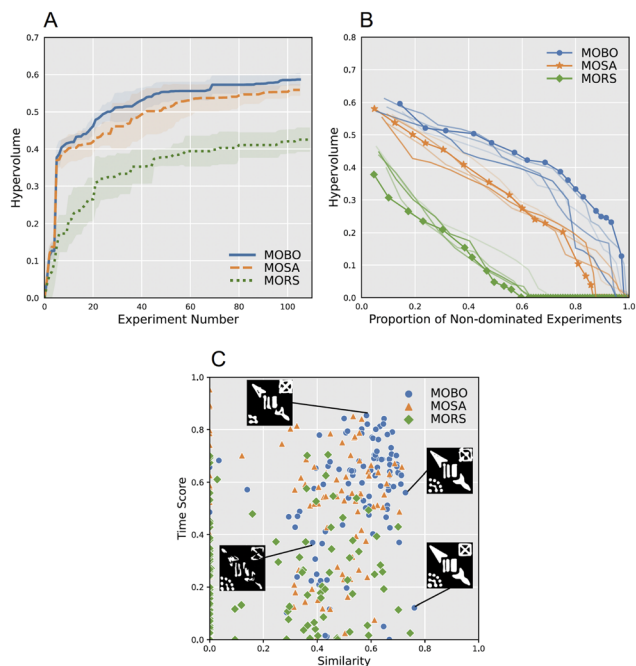 A
B
0.7
0.6
0.5
0.4
0.3
0.2
0.1
0.0
Hypervolume
0 20 40 60 80 100
Experiment Number
MOBO
MOSA
MORS
0.8
0.7
0.6
0.5
0.4
0.3
0.2
0.1
0.0
Hypervolume
0.0 0.2 0.4 0.6 0.8 1.0
Proportion of Non-dominated Experiments
MOBO
MOSA
MORS
C
1.0
0.8
0.6
0.4
0.2
0.0
Time Score
0.0 0.2 0.4 0.6 0.8 1.0
Similarity
MOBO
MOSA
MORS